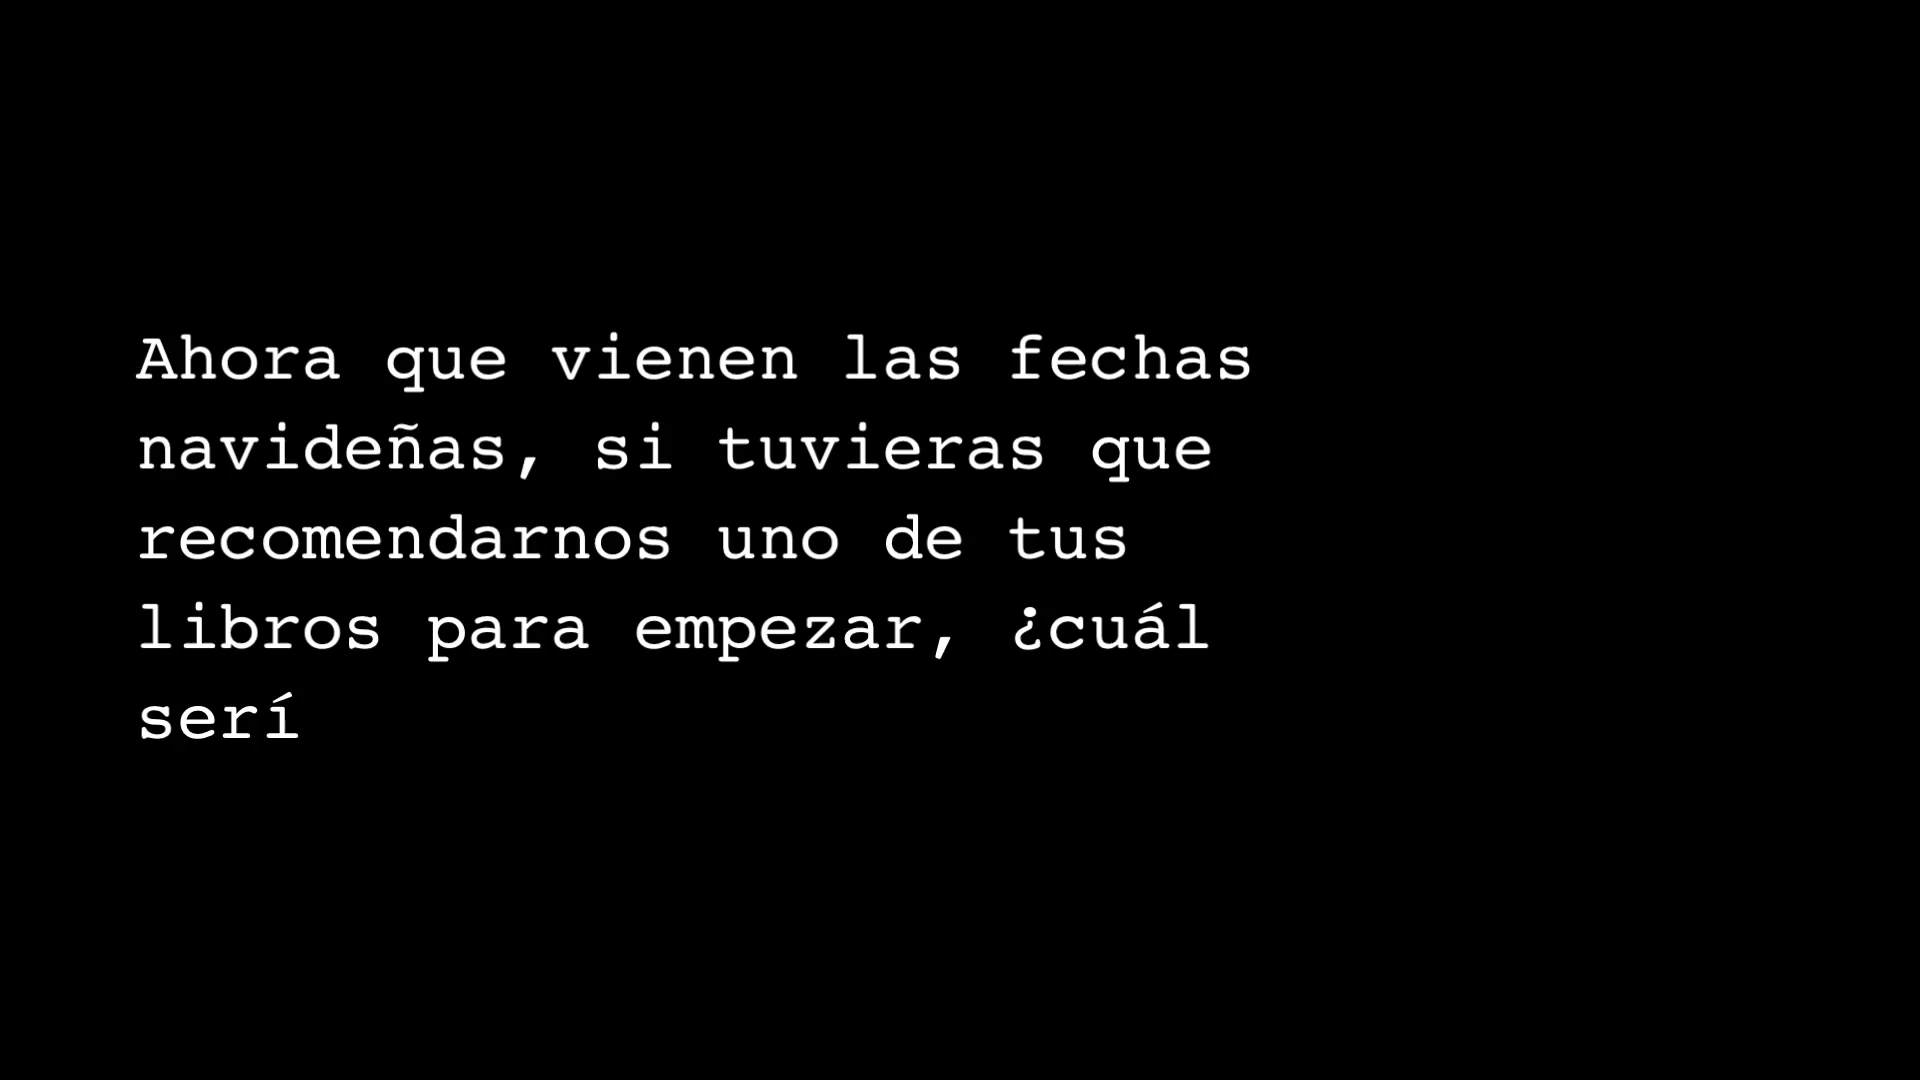 Ahora que vienen las fechas
navideñas, si tuvieras que
recomendarnos uno de tus
libros para empezar, ¿cuál
serí